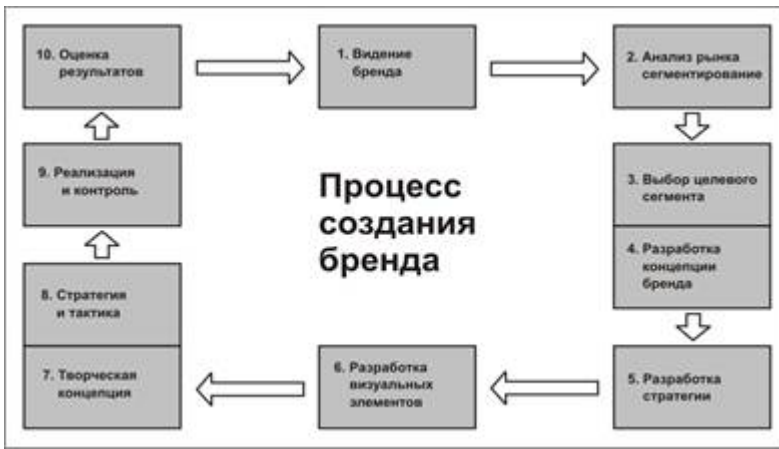 10. Оценка
результатов
1. Видение
бренда
2. Анализ рынка
сегментирование
9. Реализация
и контроль
Процесс
создания
бренда
3. Выбор целевого
сегмента
4. Разработка
концепции
бренда
8. Стратегия
и тактика
7. Творческая
концепция
6. Разработка
визуальных
элементов
5. Разработка
стратегии